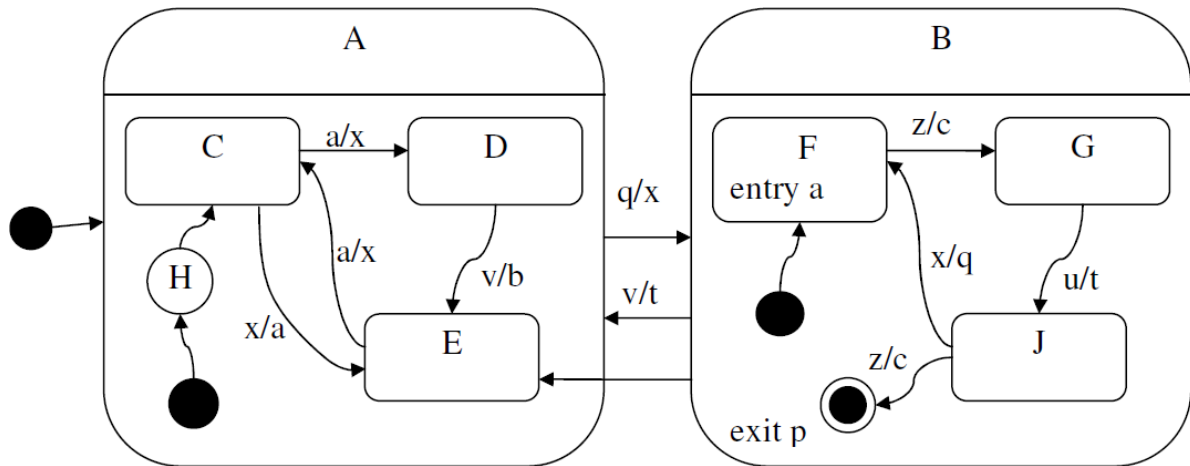 A
B
C
a/x
D
F
entry a
z/c
G
q/x
H
a/x
v/b
x/q
u/t
v/t
x/a
E
J
z/c
exit p